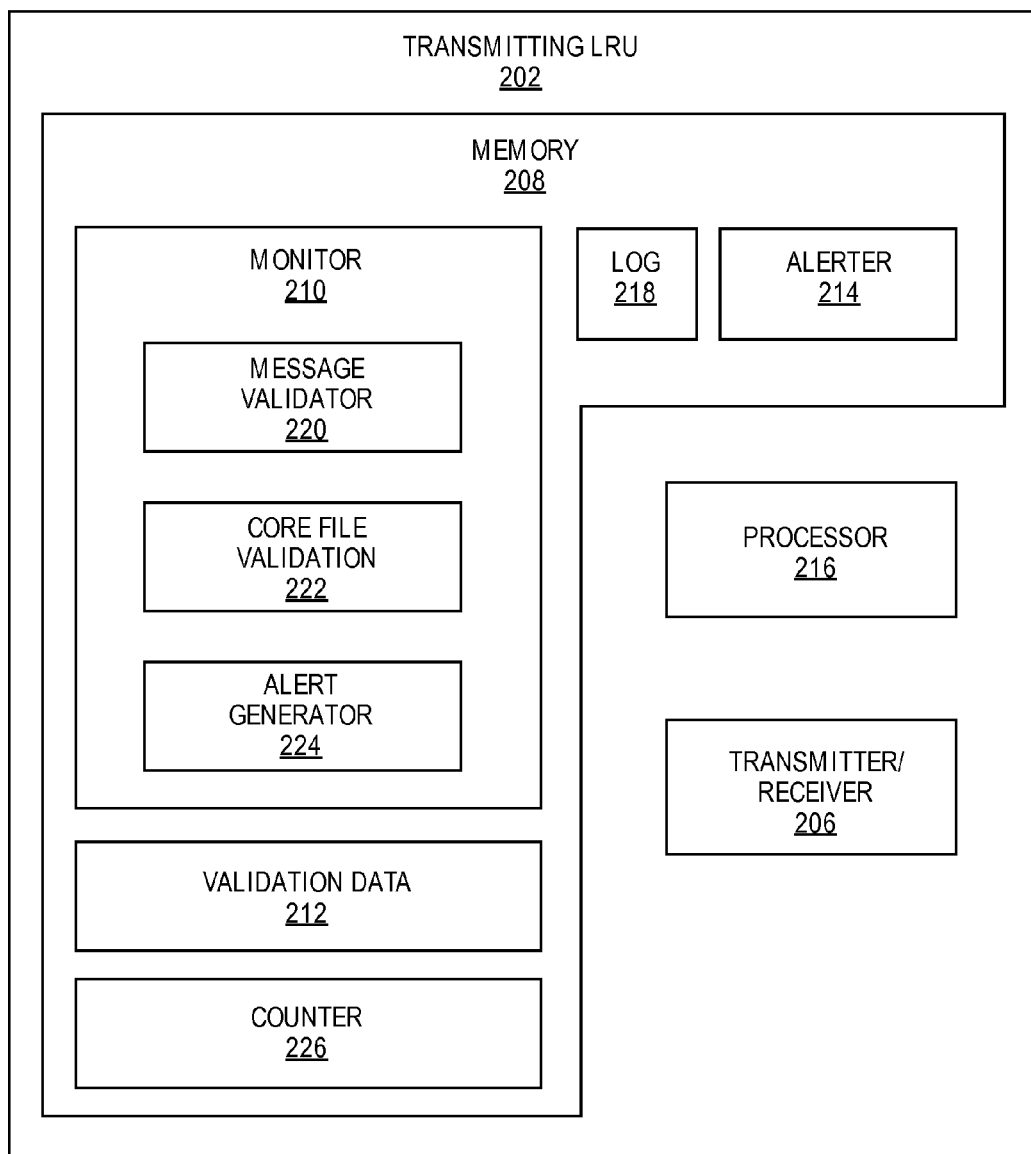 TRANSMITTING LRU
202
MEMORY
208
MONITOR
210
MESSAGE
VALIDATOR
220
CORE FILE
VALIDATION
222
ALERT
GENERATOR
224
VALIDATION DATA
212
COUNTER
226
LOG
218
ALERTER
214
PROCESSOR
216
TRANSMITTER/
RECEIVER
206